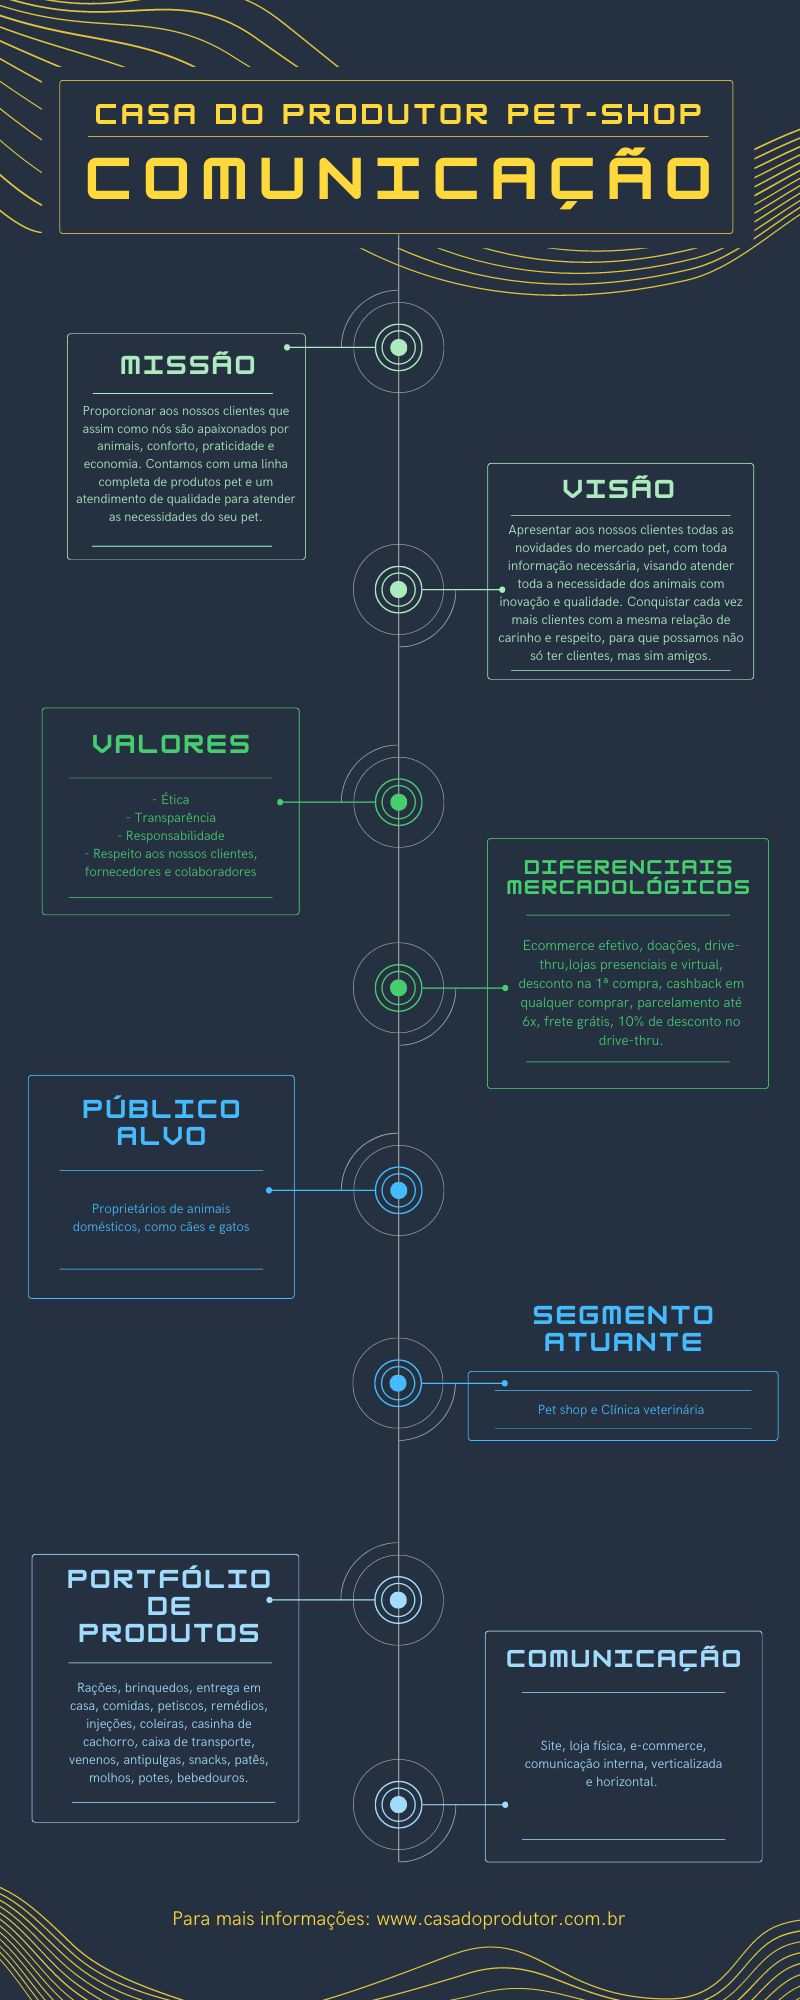 CASA DO PRODUTOR PET-SHOP
COMUNICAÇÃO
MISSÃO
Proporcionar aos nossos clientes que
assim como nós são apaixonados por
animais, conforto, praticidade e
economia. Contamos com uma linha
completa de produtos pet e um
atendimento de qualidade para atender
as necessidades do seu pet.
VISÃO
Apresentar aos nossos clientes todas as
novidades do mercado pet, com toda
informação necessária, visando atender
toda a necessidade dos animais com
inovação e qualidade. Conquistar cada vez
mais clientes com a mesma relação de
carinho e respeito, para que possamos não
só ter clientes, mas sim amigos.
VALORES
- Ética
- Transparência
- Responsabilidade
- Respeito aos nossos clientes,
fornecedores e colaboradores
DIFERENCIAIS
MERCADOLÓGICOS
Ecommerce efetivo, doações, drive-
thru,lojas presenciais e virtual,
desconto na 1ª compra, cashback em
qualquer comprar, parcelamento até
6x, frete grátis, 10% de desconto no
drive-thru.
PÚBLICO
ALVO
Proprietários de animais
domésticos, como cães e gatos
SEGMENTO
ATUANTE
Pet shop e Clínica veterinária
PORTFÓLIO
DE
PRODUTOS
Rações, brinquedos, entrega em
casa, comidas, petiscos, remédios,
injeções, coleiras, casinha de
cachorro, caixa de transporte,
venenos, antipulgas, snacks, patês,
molhos, potes, bebedouros.
COMUNICAÇÃO
Site, loja física, e-commerce,
comunicação interna, verticalizada
e horizontal.
Para mais informações: www.casadoprodutor.com.br